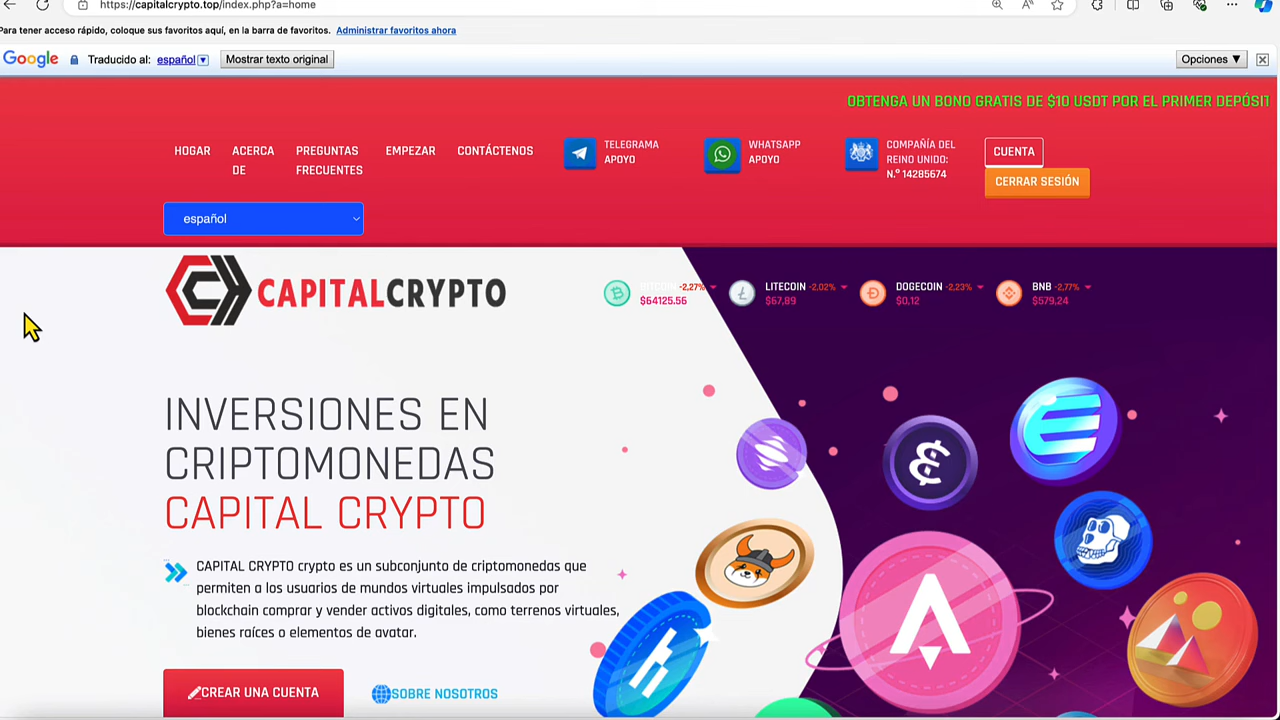 https://capitalcrypto.top/index.php?a=home
Para tener acceso rápido, coloque sus favoritos aquí, en la barra de favoritos. Administrar favoritos ahora
Google Traducido al: español Mostrar texto original Opciones ▼
OBTENGA UN BONO GRATIS DE $10 USDT POR EL PRIMER DEPÓSIT
HOGAR
ACERCA
DE
PREGUNTAS
FRECUENTES
EMPEZAR
CONTÁCTENOS
TELEGRAMA
APOYO
WHATSAPP
APOYO
COMPAÑÍA DEL
REINO UNIDO:
N.º 14285674
CUENTA
CERRAR SESIÓN
español
CAPITALCRYPTO
BITCOIN -2,27%
$64125.56
LITECOIN -2,02%
$67,89
DOGECOIN -2,23%
$0,12
BNB -2,77%
$579,24
INVERSIONES EN
CRIPTOMONEDAS
CAPITAL CRYPTO
CAPITAL CRYPTO crypto es un subconjunto de criptomonedas que
permiten a los usuarios de mundos virtuales impulsados por
blockchain comprar y vender activos digitales, como terrenos virtuales,
bienes raíces o elementos de avatar.
CREAR UNA CUENTA
SOBRE NOSOTROS